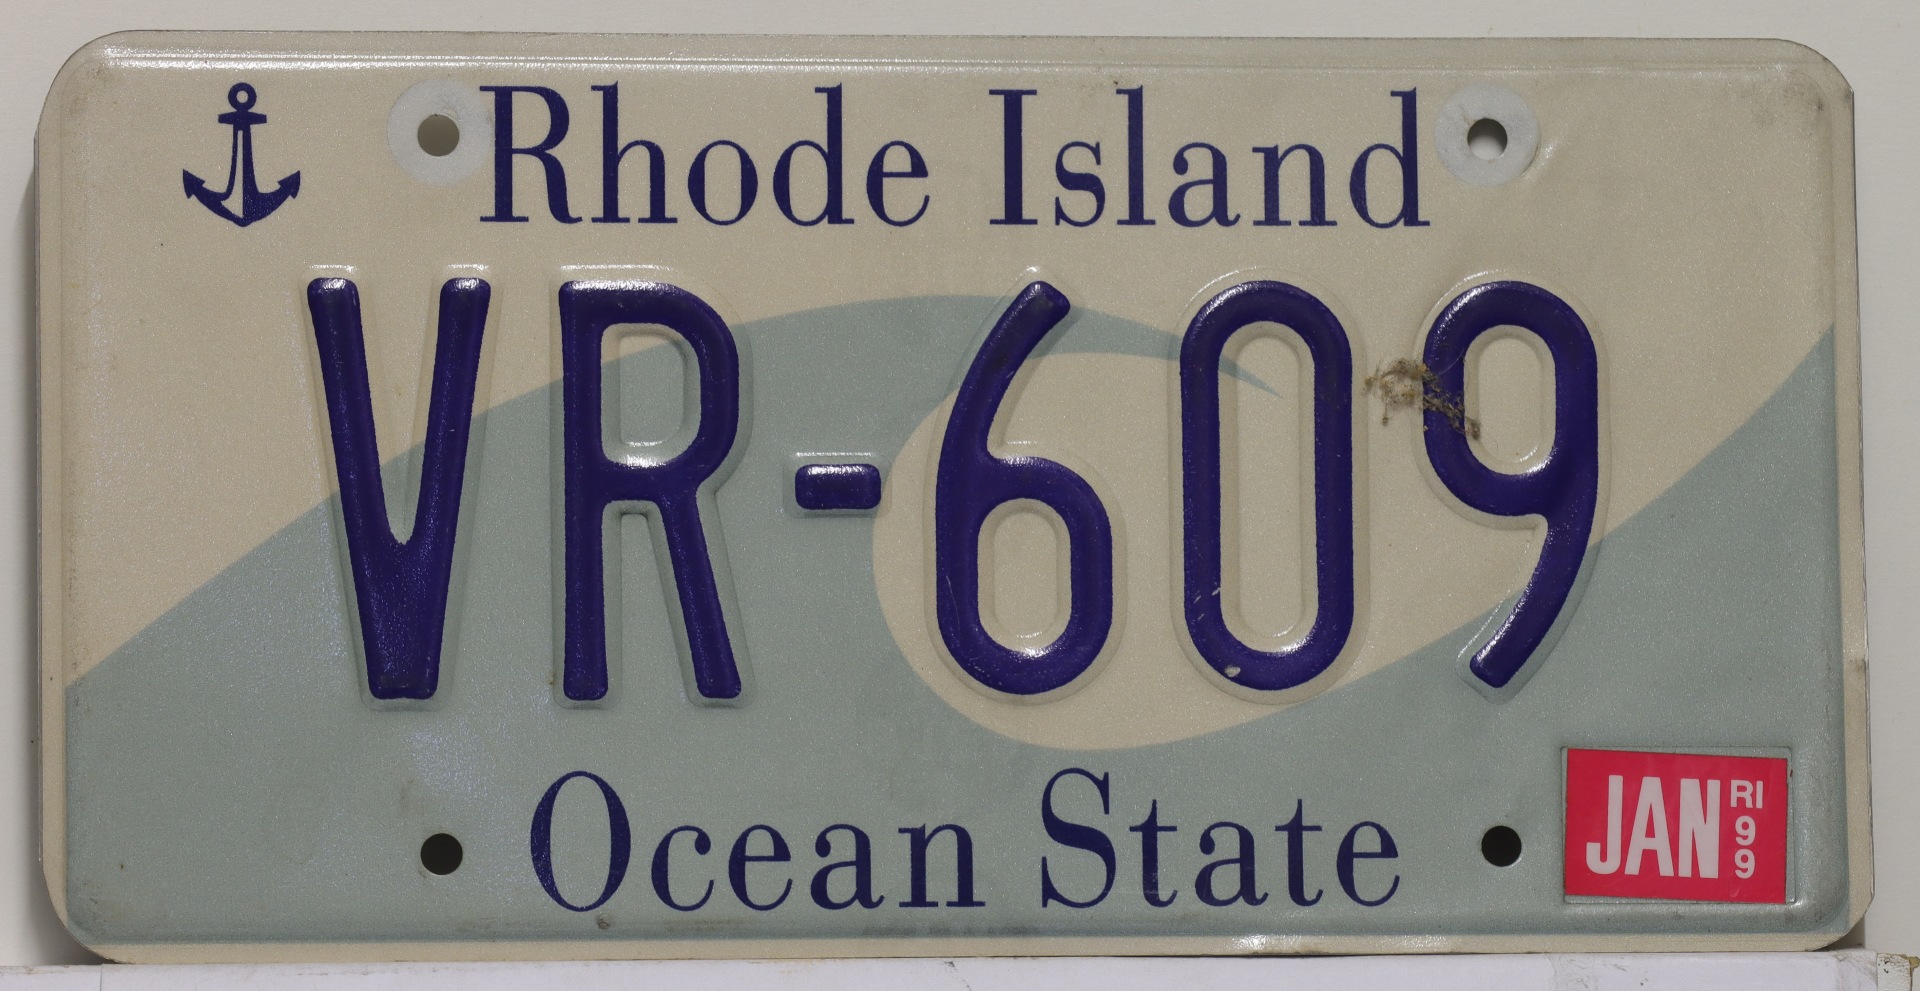 Rhode Island
VR-609
Ocean State
JAN RI 99